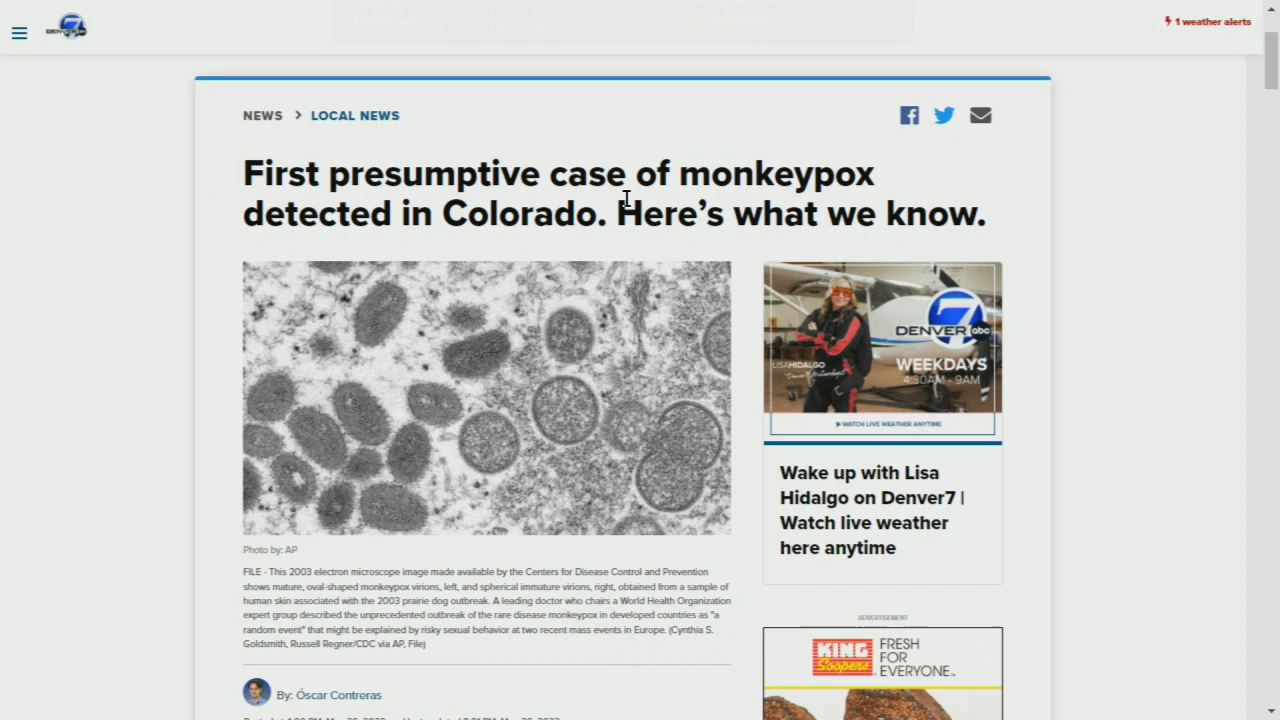 DENVER 7
1 weather alerts
NEWS > LOCAL NEWS
First presumptive case of monkeypox
detected in Colorado. Here's what we know.
DENVER 7 abc
LISAHIDALGO
WEEKDAYS
4:30AM - 9AM
▶ WATCH LIVE WEATHER ANYTIME
Wake up with Lisa
Hidalgo on Denver7 |
Watch live weather
here anytime
Photo by: AP
FILE - This 2003 electron microscope image made available by the Centers for Disease Control and Prevention
shows mature, oval-shaped monkeypox virions, left, and spherical immature virions, right, obtained from a sample of
human skin associated with the 2003 prairie dog outbreak. A leading doctor who chairs a World Health Organization
expert group described the unprecedented outbreak of the rare disease monkeypox in developed countries as "a
random event" that might be explained by risky sexual behavior at two recent mass events in Europe. (Cynthia S.
Goldsmith, Russell Regner/CDC via AP, File)
ADVERTISEMENT
King
Soopers
FRESH
FOR
EVERYONE™
By: Óscar Contreras